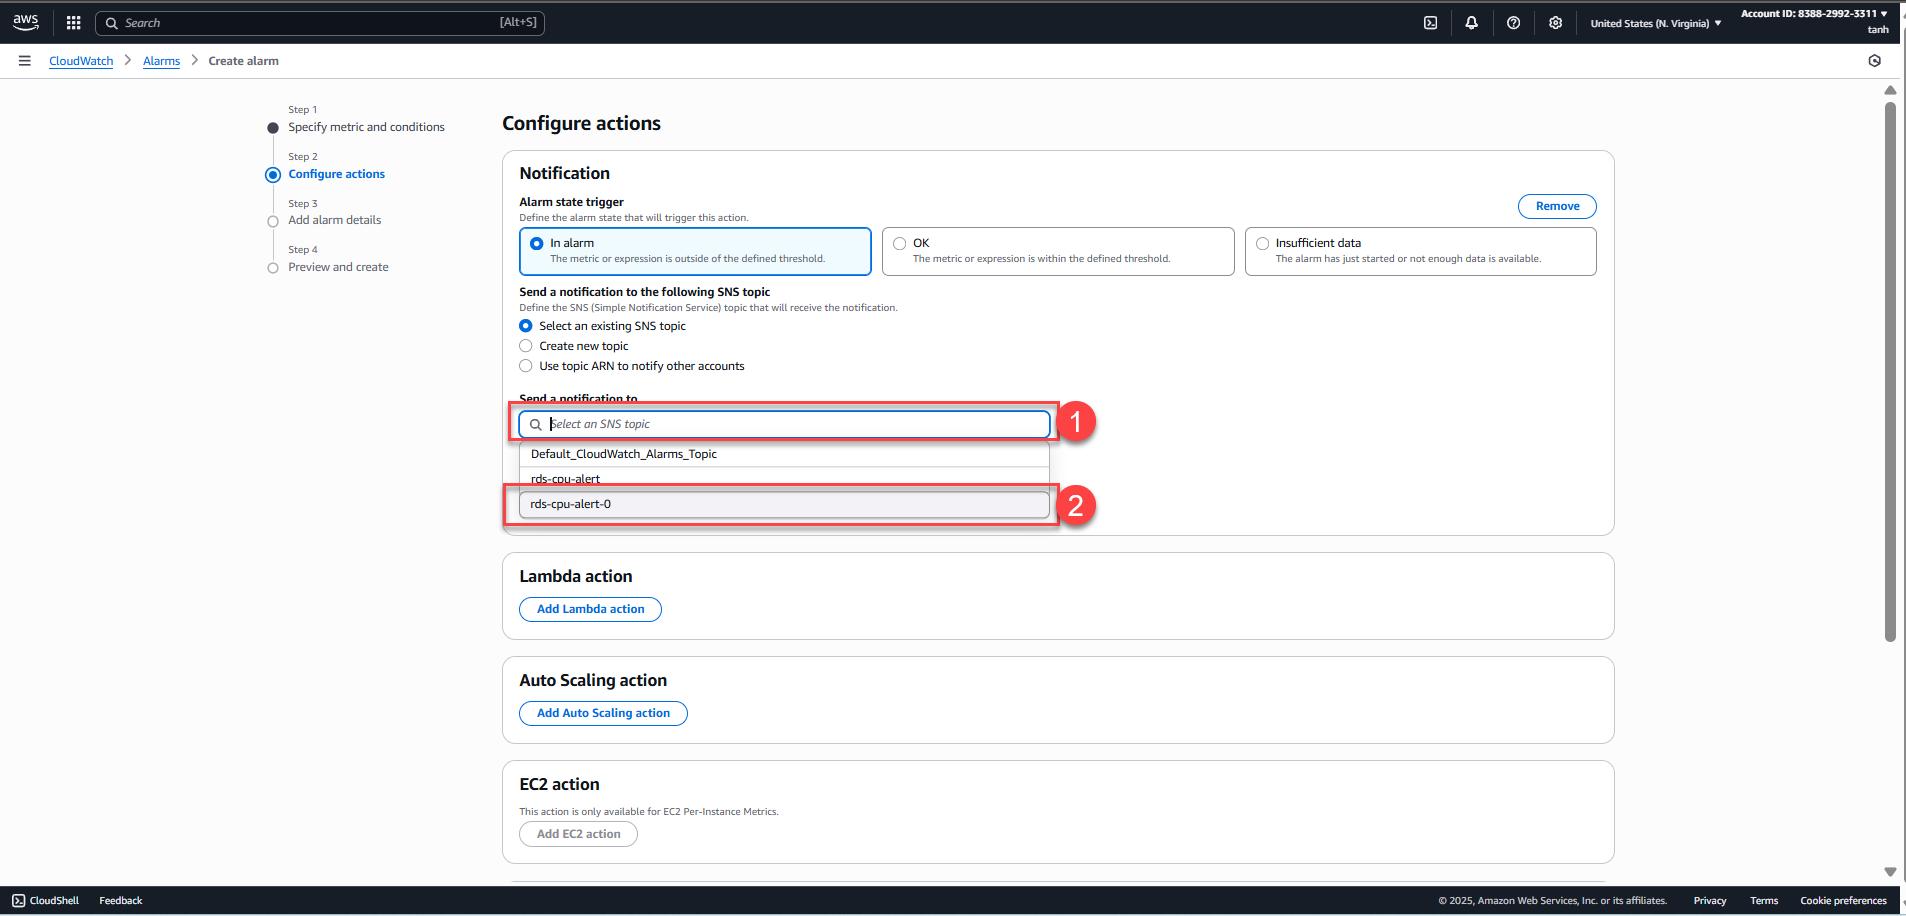 aws
Search
[Alt+S]
United States (N. Virginia)
Account ID: 8388-2992-3311
tanh
CloudWatch
Alarms
Create alarm
Step 1
Specify metric and conditions
Step 2
Configure actions
Step 3
Add alarm details
Step 4
Preview and create
Configure actions
Notification
Alarm state trigger
Define the alarm state that will trigger this action.
Remove
In alarm
The metric or expression is outside of the defined threshold.
OK
The metric or expression is within the defined threshold.
Insufficient data
The alarm has just started or not enough data is available.
Send a notification to the following SNS topic
Define the SNS (Simple Notification Service) topic that will receive the notification.
Select an existing SNS topic
Create new topic
Use topic ARN to notify other accounts
Send a notification to
Select an SNS topic
1
Default_CloudWatch_Alarms_Topic
rds-cpu-alert
rds-cpu-alert-0
2
Lambda action
Add Lambda action
Auto Scaling action
Add Auto Scaling action
EC2 action
This action is only available for EC2 Per-Instance Metrics.
Add EC2 action
CloudShell
Feedback
© 2025, Amazon Web Services, Inc. or its affiliates.
Privacy
Terms
Cookie preferences